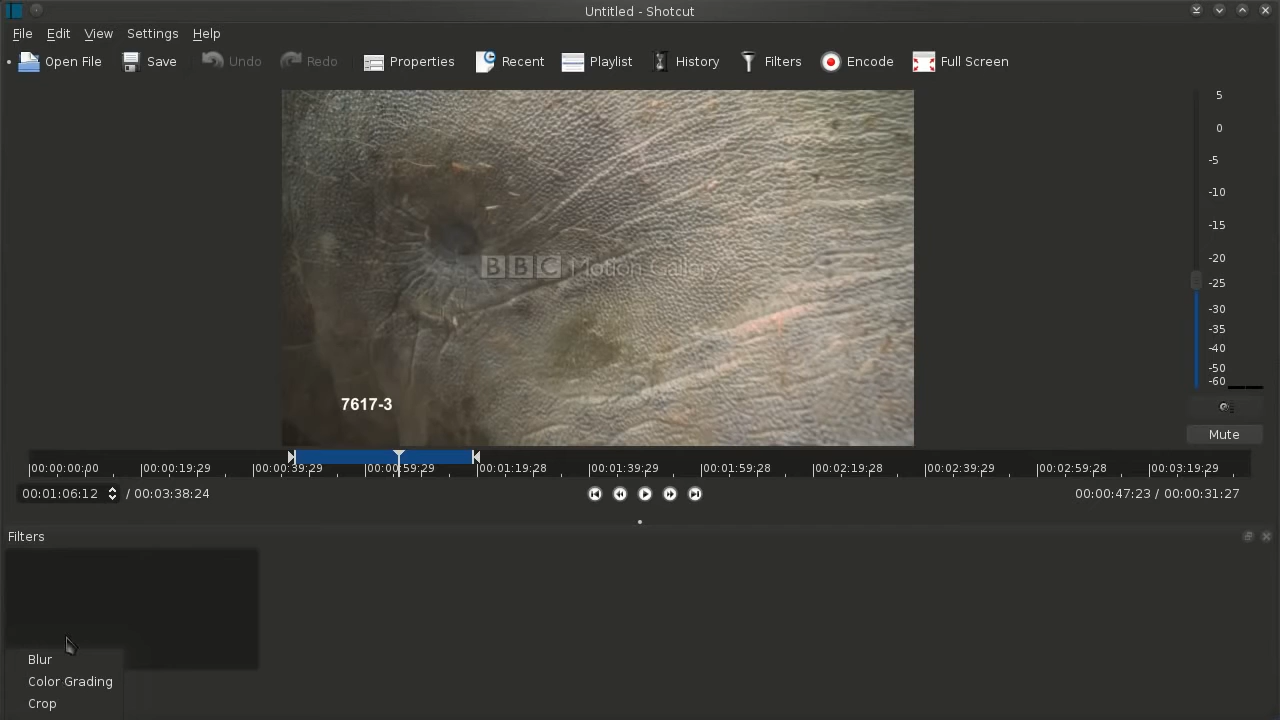 Untitled - Shotcut
File Edit View Settings Help
Open File Save Undo Redo Properties Recent Playlist History Filters Encode Full Screen
5
0
-5
-10
-15
-20
-25
-30
-35
-40
-50
-60
BBC Motion Gallery
7617-3
Mute
00:00:00:00 00:00:19:29 00:00:39:29 00:00:59:29 00:01:19:28 00:01:39:29 00:01:59:28 00:02:19:28 00:02:39:29 00:02:59:28 00:03:19:29
00:01:06:12 / 00:03:38:24 00:00:47:23 / 00:00:31:27
Filters
Blur
Color Grading
Crop